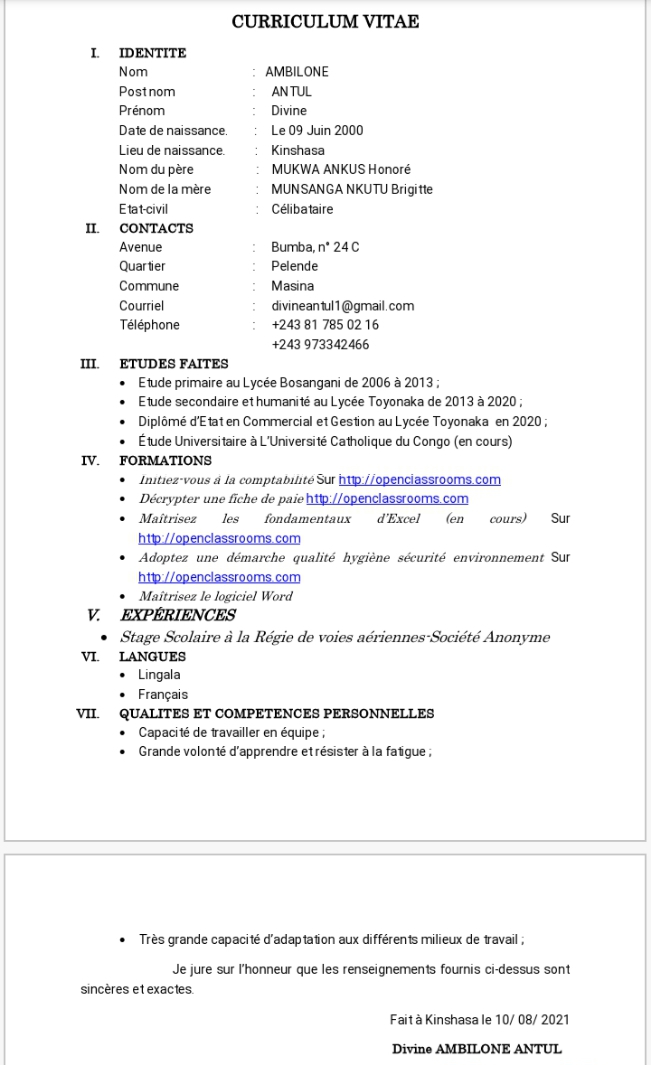 CURRICULUM VITAE
I. IDENTITE
Nom : AMBILONE
Post nom : ANTUL
Prénom : Divine
Date de naissance. : Le 09 Juin 2000
Lieu de naissance. : Kinshasa
Nom du père : MUKWA ANKUS Honoré
Nom de la mère : MUNSANGA NKUTU Brigitte
Etat-civil : Célibataire
II. CONTACTS
Avenue : Bumba, n° 24 C
Quartier : Pelende
Commune : Masina
Courriel : divineantul1@gmail.com
Téléphone : +243 81 785 02 16
+243 973342466
III. ETUDES FAITES
• Etude primaire au Lycée Bosangani de 2006 à 2013 ;
• Etude secondaire et humanité au Lycée Toyonaka de 2013 à 2020 ;
• Diplômé d'Etat en Commercial et Gestion au Lycée Toyonaka en 2020 ;
• Étude Universitaire à L'Université Catholique du Congo (en cours)
IV. FORMATIONS
• Initiez-vous à la comptabilité Sur http://openclassrooms.com
• Décrypter une fiche de paie http://openclassrooms.com
• Maîtrisez les fondamentaux d'Excel (en cours) Sur
http://openclassrooms.com
• Adoptez une démarche qualité hygiène sécurité environnement Sur
http://openclassrooms.com
• Maîtrisez le logiciel Word
V. EXPÉRIENCES
• Stage Scolaire à la Régie de voies aériennes-Société Anonyme
VI. LANGUES
• Lingala
• Français
VII. QUALITES ET COMPETENCES PERSONNELLES
• Capacité de travailler en équipe ;
• Grande volonté d'apprendre et résister à la fatigue ;
• Très grande capacité d'adaptation aux différents milieux de travail ;
Je jure sur l'honneur que les renseignements fournis ci-dessus sont
sincères et exactes.
Fait à Kinshasa le 10/ 08/ 2021
Divine AMBILONE ANTUL